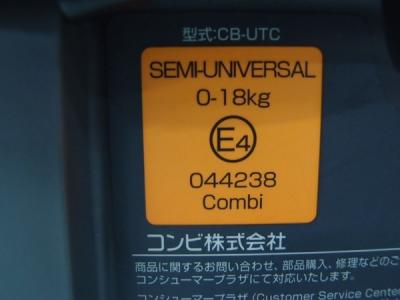 型式:CB-UTC
SEMI-UNIVERSAL
0-18kg
E4
044238
Combi
コンビ株式会社
商品に関するお問い合わせ、部品購入、修理などのご
コンシューマープラザにて対応いたします。
コンシューマープラザ (Customer Service Center